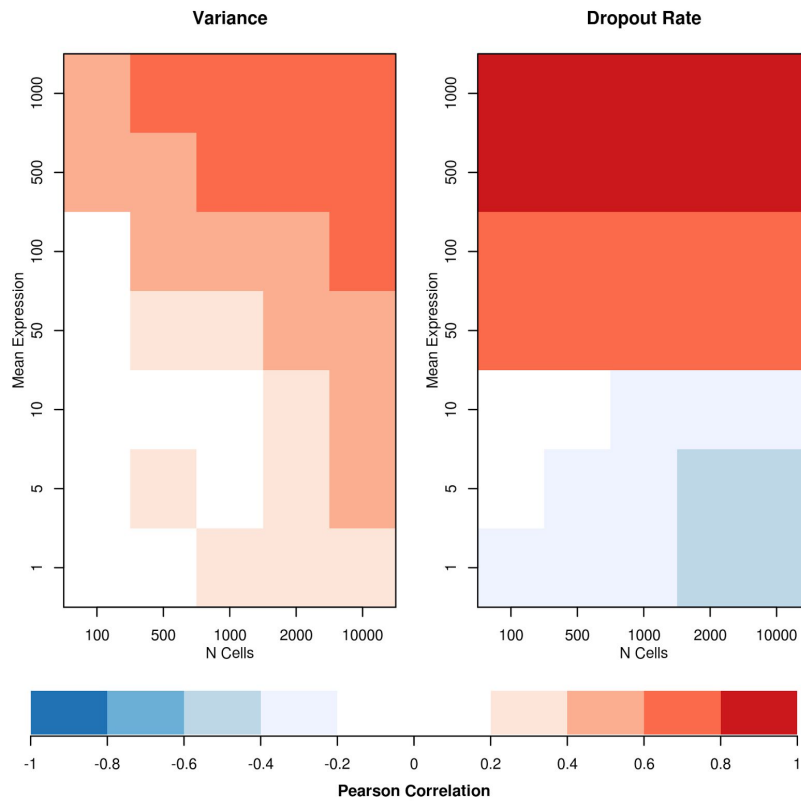 Variance
Dropout Rate
Mean Expression
1000
500
100
50
10
5
1
100 500 1000 2000 10000
N Cells
Mean Expression
1000
500
100
50
10
5
1
100 500 1000 2000 10000
N Cells
-1 -0.8 -0.6 -0.4 -0.2 0 0.2 0.4 0.6 0.8 1
Pearson Correlation